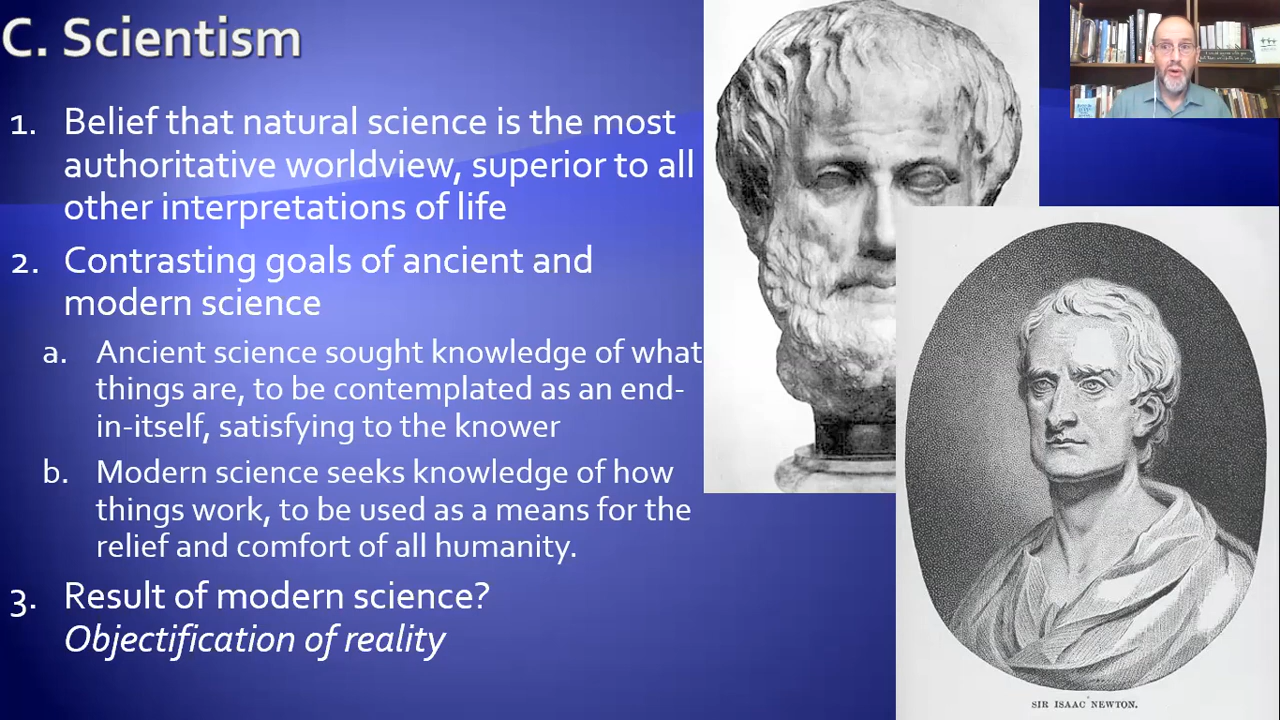 C. Scientism
1. Belief that natural science is the most
authoritative worldview, superior to all
other interpretations of life
2. Contrasting goals of ancient and
modern science
a. Ancient science sought knowledge of what
things are, to be contemplated as an end-
in-itself, satisfying to the knower
b. Modern science seeks knowledge of how
things work, to be used as a means for the
relief and comfort of all humanity.
3. Result of modern science?
Objectification of reality
SIR ISAAC NEWTON.